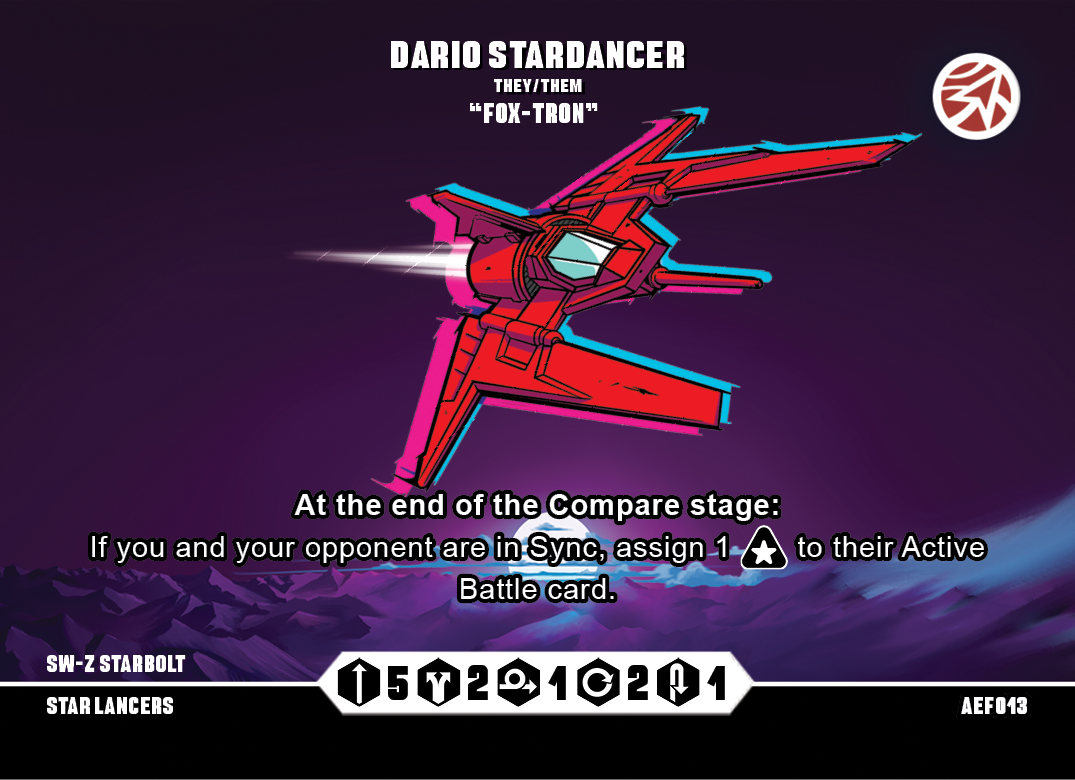 DARIO STARDANCER
THEY/THEM
“FOX-TRON”
At the end of the Compare stage:
If you and your opponent are in Sync, assign 1 to their Active
Battle card.
SW-Z STARBOLT
5 2 1 2 1
STAR LANCERS
AEF013